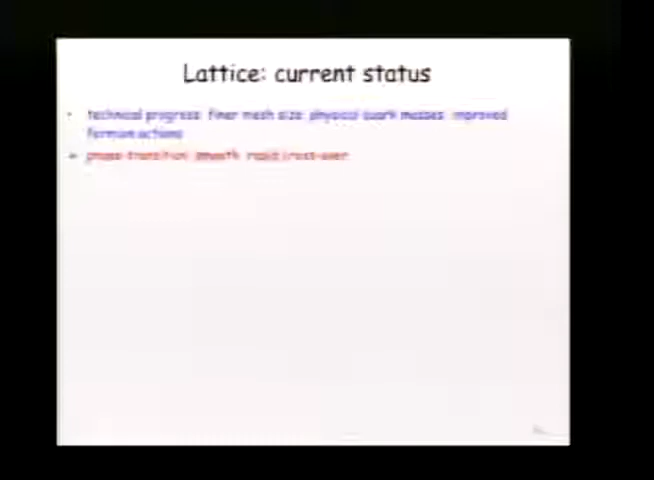 Lattice: current status
• technical progress: finer mesh size, physical quark masses, improved
fermion actions
phase-transition: smooth, rapid cross-over